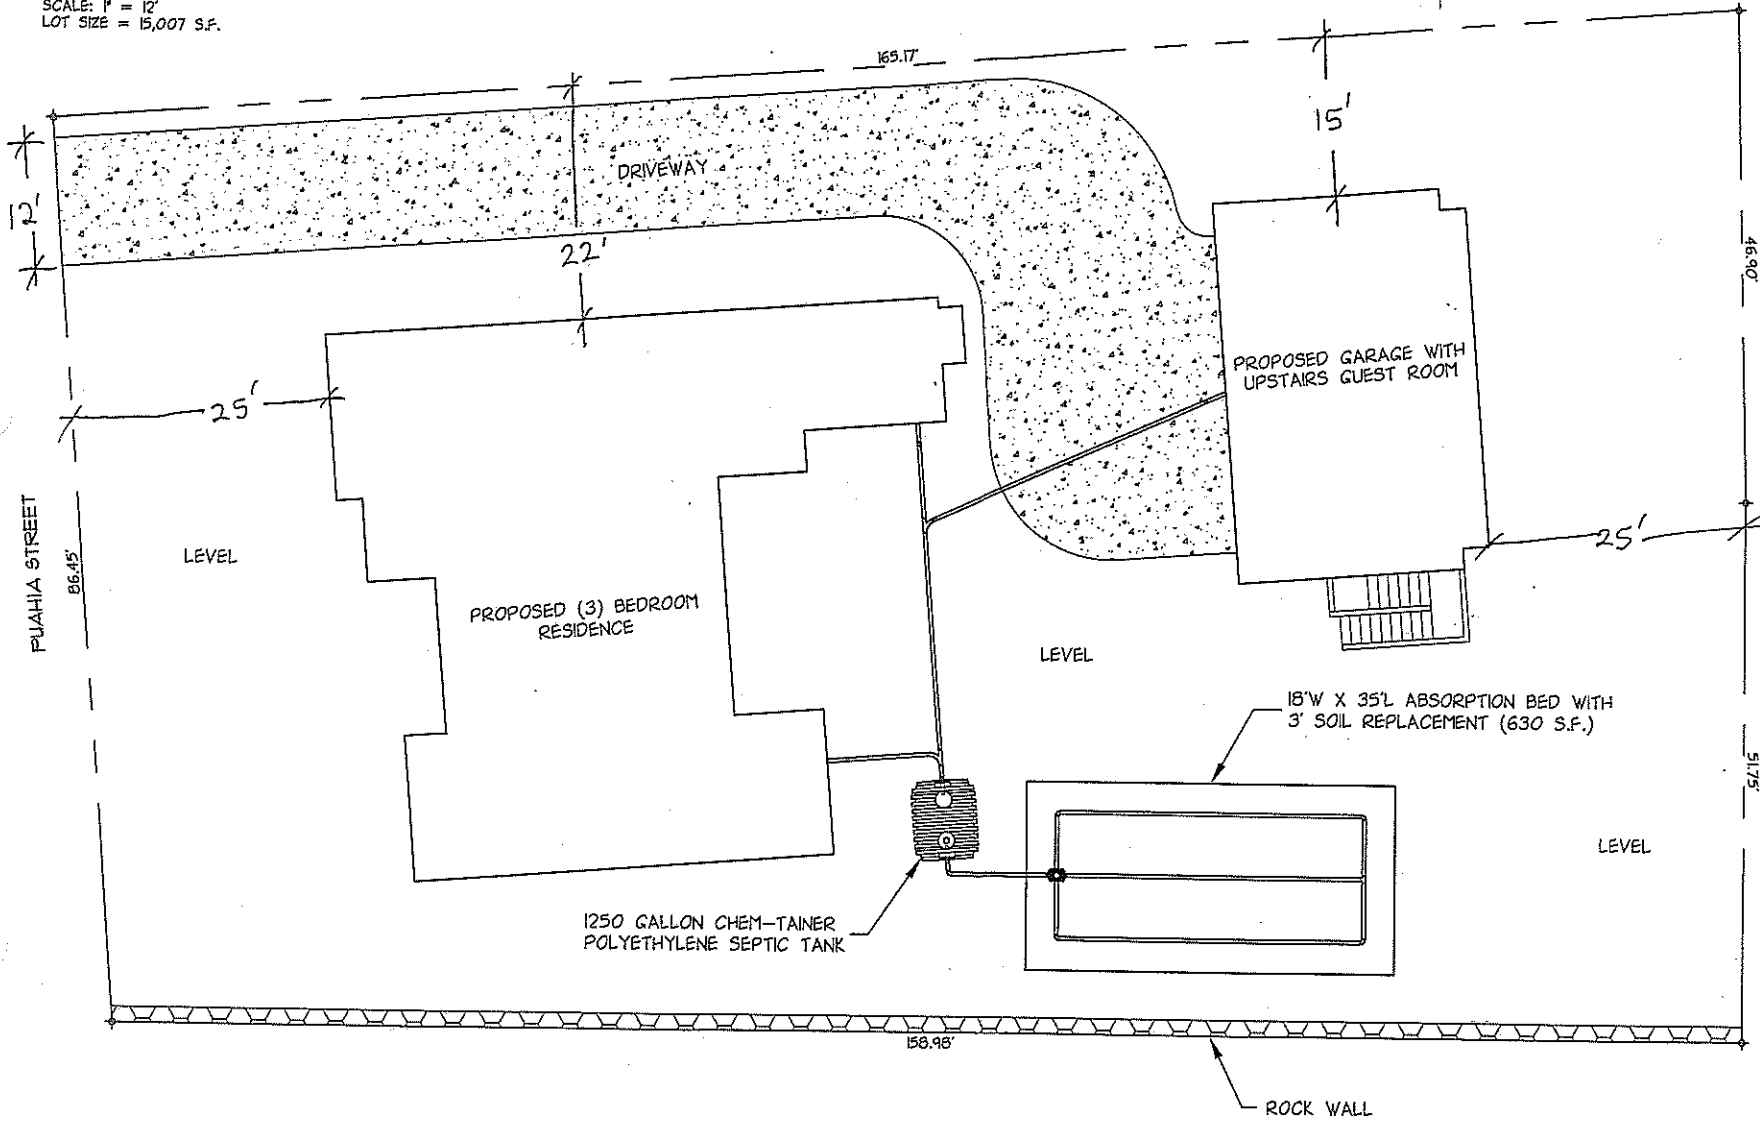 SCALE: 1" = 12'
LOT SIZE = 15,007 S.F.
165.17'
15'
DRIVEWAY
12'
22'
46.90'
PROPOSED GARAGE WITH
UPSTAIRS GUEST ROOM
25'
PUAHIA STREET
86.45'
LEVEL
25'
PROPOSED (3) BEDROOM
RESIDENCE
LEVEL
18'W X 35'L ABSORPTION BED WITH
3' SOIL REPLACEMENT (630 S.F.)
51.75'
LEVEL
1250 GALLON CHEM-TAINER
POLYETHYLENE SEPTIC TANK
158.98'
ROCK WALL